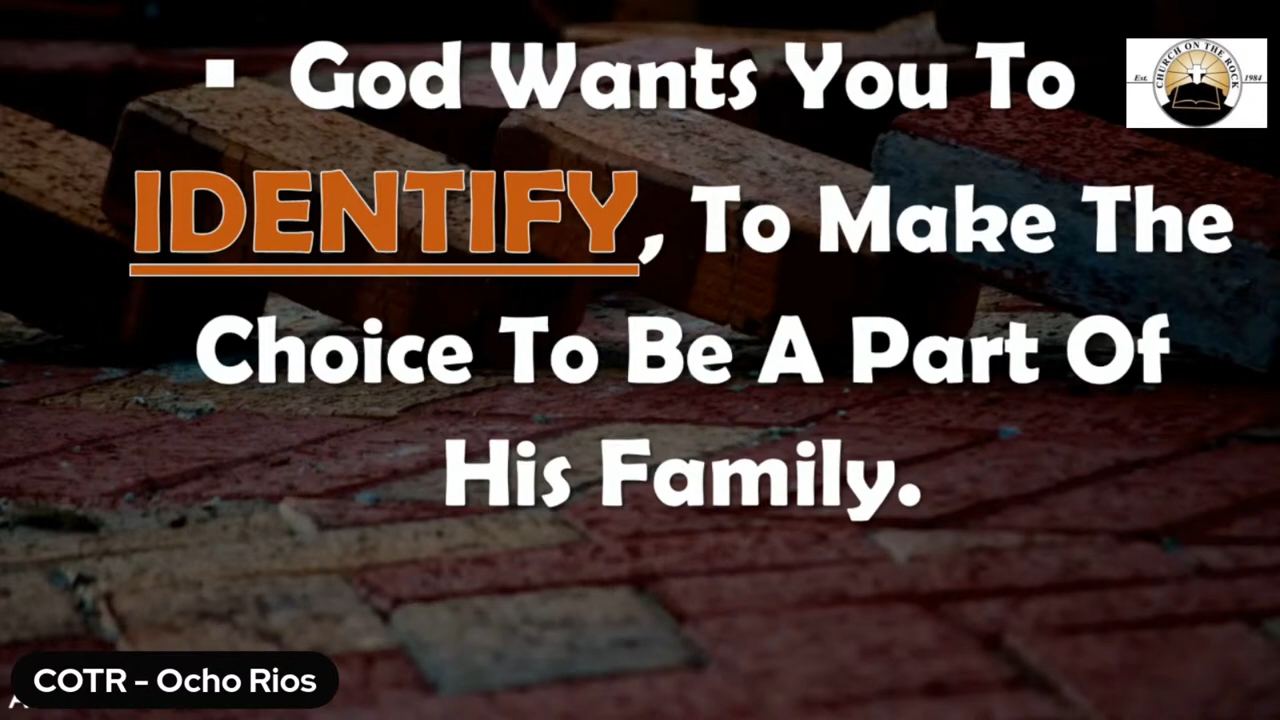 ▪ God Wants You To
IDENTIFY, To Make The
Choice To Be A Part Of
His Family.
CHURCH ON THE ROCK
Est. 1984
COTR - Ocho Rios